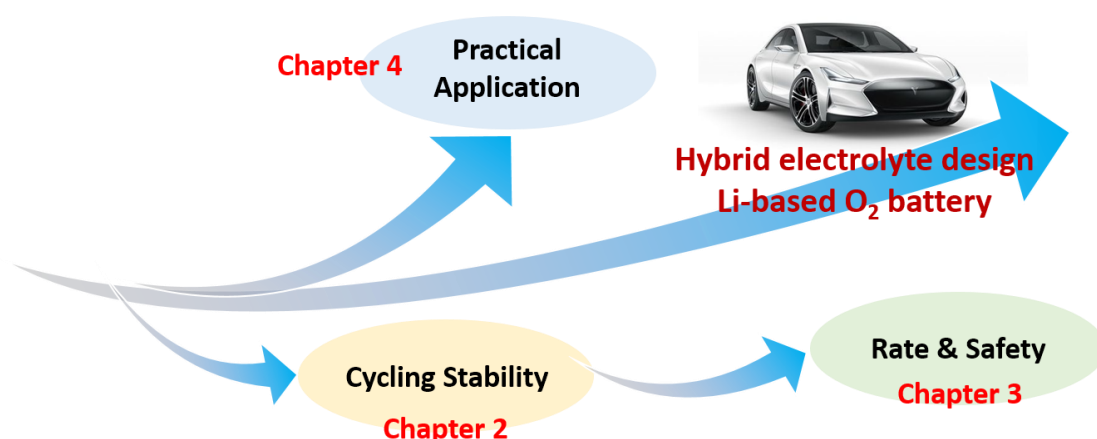 Chapter 4
Practical
Application
Hybrid electrolyte design
Li-based O₂ battery
Cycling Stability
Chapter 2
Rate & Safety
Chapter 3